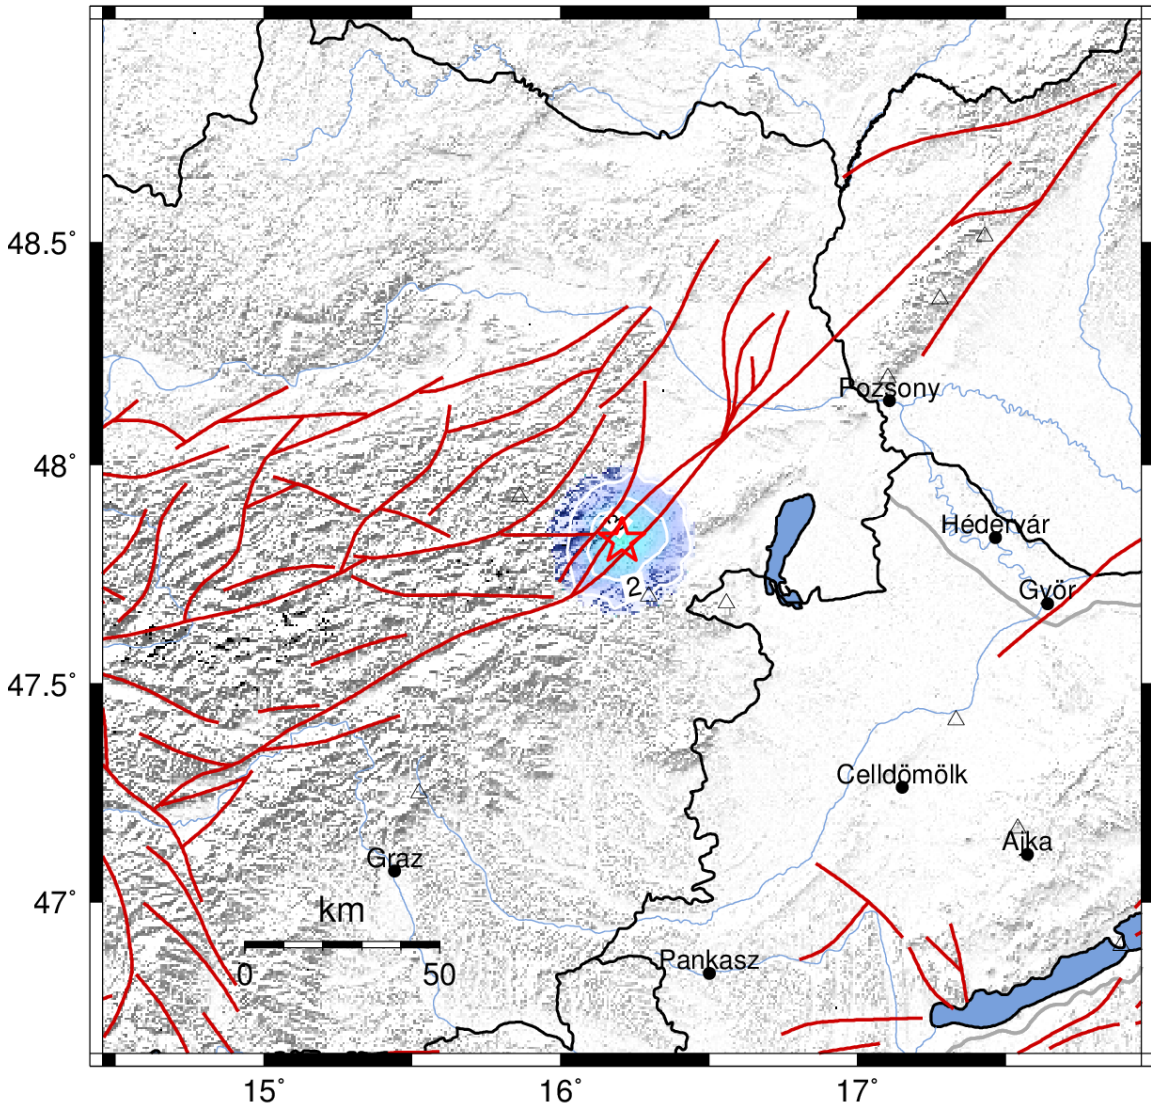 48.5°
48°
Pozsony
Hédervár
3
Győr
2
47.5°
Celldömölk
Ajka
Graz
47°
km
0 50
Pankasz
15° 16° 17°